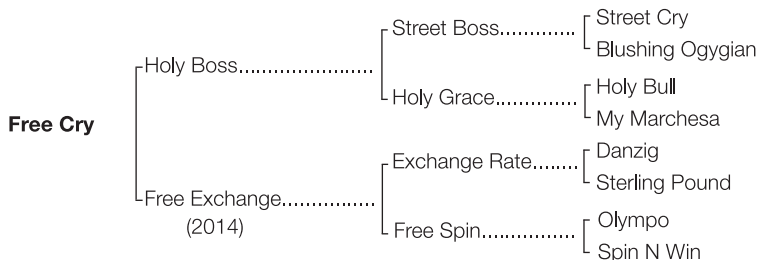 Street Boss............ Street Cry
Blushing Ogygian
Holy Boss.......................
Holy Grace.............. Holy Bull
My Marchesa
Free Cry
Exchange Rate........ Danzig
Sterling Pound
Free Exchange................
(2014)
Free Spin................ Olympo
Spin N Win